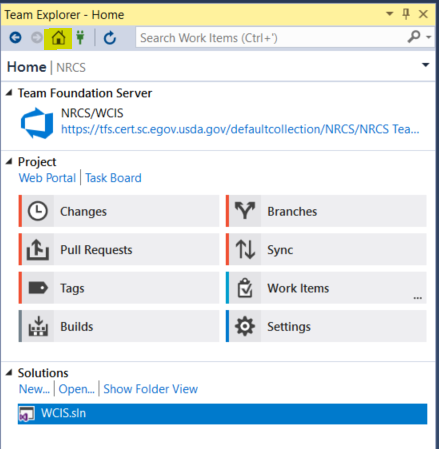 Team Explorer - Home
Search Work Items (Ctrl+')
Home | NRCS
Team Foundation Server
NRCS/WCIS
https://tfs.cert.sc.egov.usda.gov/defaultcollection/NRCS/NRCS Tea...
Project
Web Portal | Task Board
Changes Branches
Pull Requests Sync
Tags Work Items ...
Builds Settings
Solutions
New... | Open... | Show Folder View
WCIS.sln